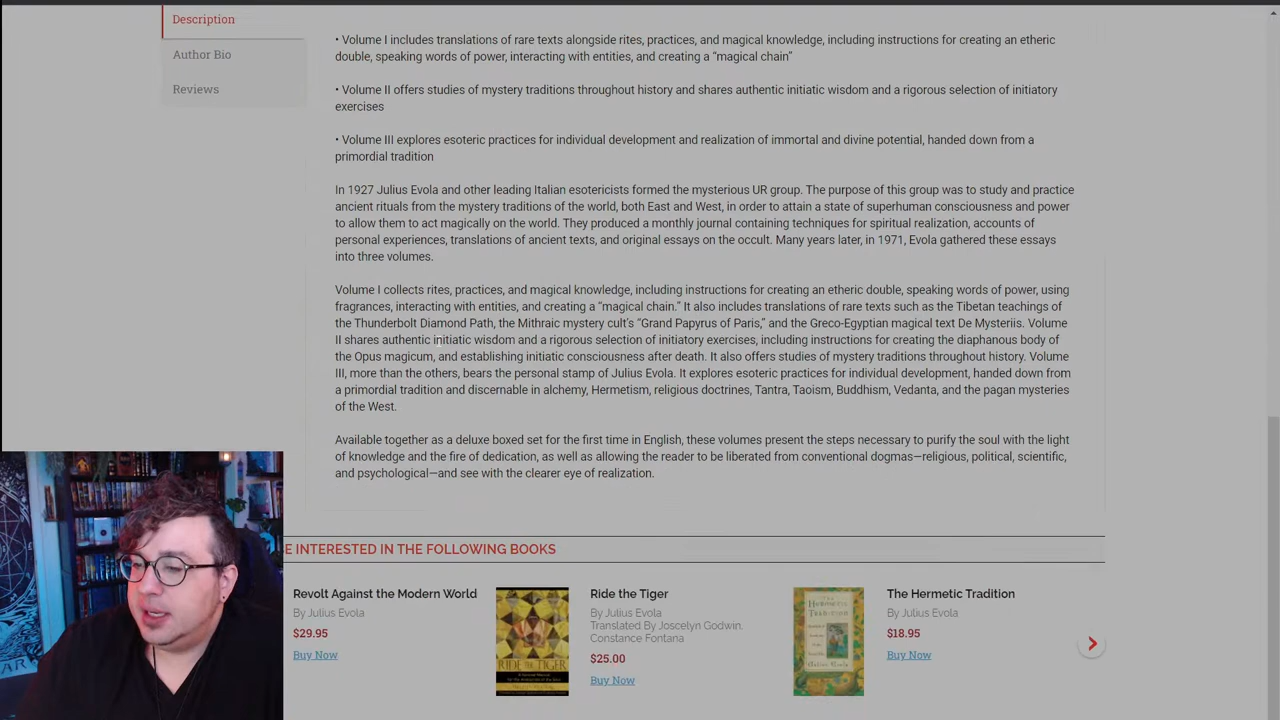 Description
Author Bio
Reviews
• Volume I includes translations of rare texts alongside rites, practices, and magical knowledge, including instructions for creating an etheric
double, speaking words of power, interacting with entities, and creating a “magical chain”
• Volume II offers studies of mystery traditions throughout history and shares authentic initiatic wisdom and a rigorous selection of initiatory
exercises
• Volume III explores esoteric practices for individual development and realization of immortal and divine potential, handed down from a
primordial tradition
In 1927 Julius Evola and other leading Italian esotericists formed the mysterious UR group. The purpose of this group was to study and practice
ancient rituals from the mystery traditions of the world, both East and West, in order to attain a state of superhuman consciousness and power
to allow them to act magically on the world. They produced a monthly journal containing techniques for spiritual realization, accounts of
personal experiences, translations of ancient texts, and original essays on the occult. Many years later, in 1971, Evola gathered these essays
into three volumes.
Volume I collects rites, practices, and magical knowledge, including instructions for creating an etheric double, speaking words of power, using
fragrances, interacting with entities, and creating a “magical chain.” It also includes translations of rare texts such as the Tibetan teachings of
the Thunderbolt Diamond Path, the Mithraic mystery cult’s “Grand Papyrus of Paris,” and the Greco-Egyptian magical text De Mysteriis. Volume
II shares authentic initiatic wisdom and a rigorous selection of initiatory exercises, including instructions for creating the diaphanous body of
the Opus magicum, and establishing initiatic consciousness after death. It also offers studies of mystery traditions throughout history. Volume
III, more than the others, bears the personal stamp of Julius Evola. It explores esoteric practices for individual development, handed down from
a primordial tradition and discernable in alchemy, Hermetism, religious doctrines, Tantra, Taoism, Buddhism, Vedanta, and the pagan mysteries
of the West.
Available together as a deluxe boxed set for the first time in English, these volumes present the steps necessary to purify the soul with the light
of knowledge and the fire of dedication, as well as allowing the reader to be liberated from conventional dogmas—religious, political, scientific,
and psychological—and see with the clearer eye of realization.
E INTERESTED IN THE FOLLOWING BOOKS
Revolt Against the Modern World
By Julius Evola
$29.95
Buy Now
RIDE THE TIGER
Ride the Tiger
By Julius Evola
Translated By Joscelyn Godwin,
Constance Fontana
$25.00
Buy Now
The Hermetic Tradition
By Julius Evola
$18.95
Buy Now